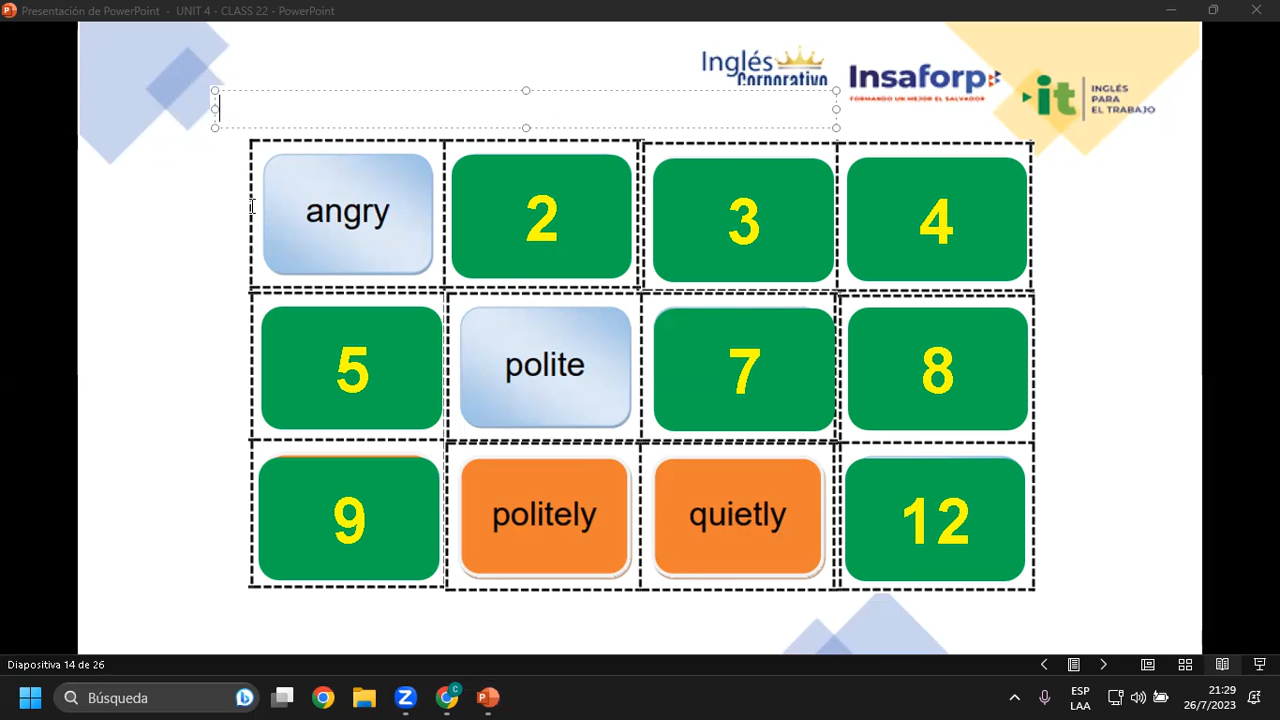 Presentación de PowerPoint - UNIT 4 - CLASS 22 - PowerPoint
Inglés
Corporativo
Insaforp
FORMANDO UN MEJOR EL SALVADOR
it
INGLÉS
PARA
EL TRABAJO
angry
2
3
4
5
polite
7
8
9
politely
quietly
12
Diapositiva 14 de 26
Búsqueda
ESP
LAA
21:29
26/7/2023